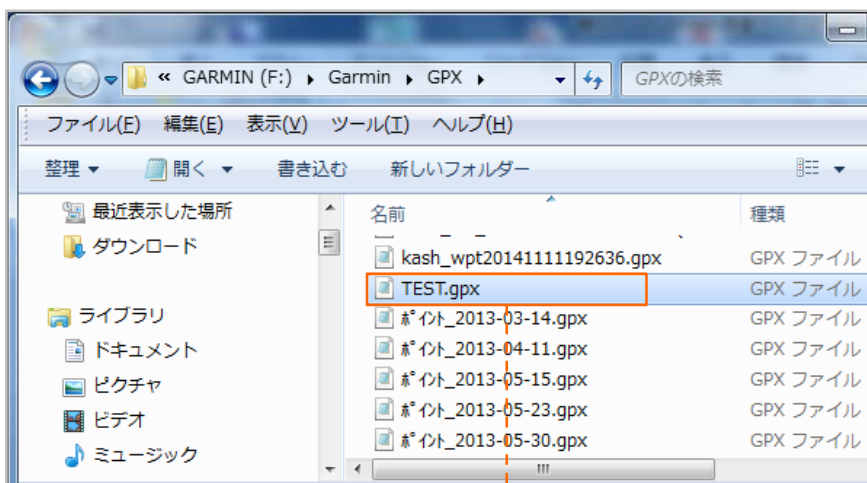 « GARMIN (F:) ▸ Garmin ▸ GPX ▸ GPXの検索
ファイル(F) 編集(E) 表示(V) ツール(T) ヘルプ(H)
整理 開く 書き込む 新しいフォルダー
最近表示した場所
ダウンロード
ライブラリ
ドキュメント
ピクチャ
ビデオ
ミュージック
名前 種類
kash_wpt20141111192636.gpx GPX ファイル
TEST.gpx GPX ファイル
ﾎﾟｲﾝﾄ_2013-03-14.gpx GPX ファイル
ﾎﾟｲﾝﾄ_2013-04-11.gpx GPX ファイル
ﾎﾟｲﾝﾄ_2013-05-15.gpx GPX ファイル
ﾎﾟｲﾝﾄ_2013-05-23.gpx GPX ファイル
ﾎﾟｲﾝﾄ_2013-05-30.gpx GPX ファイル